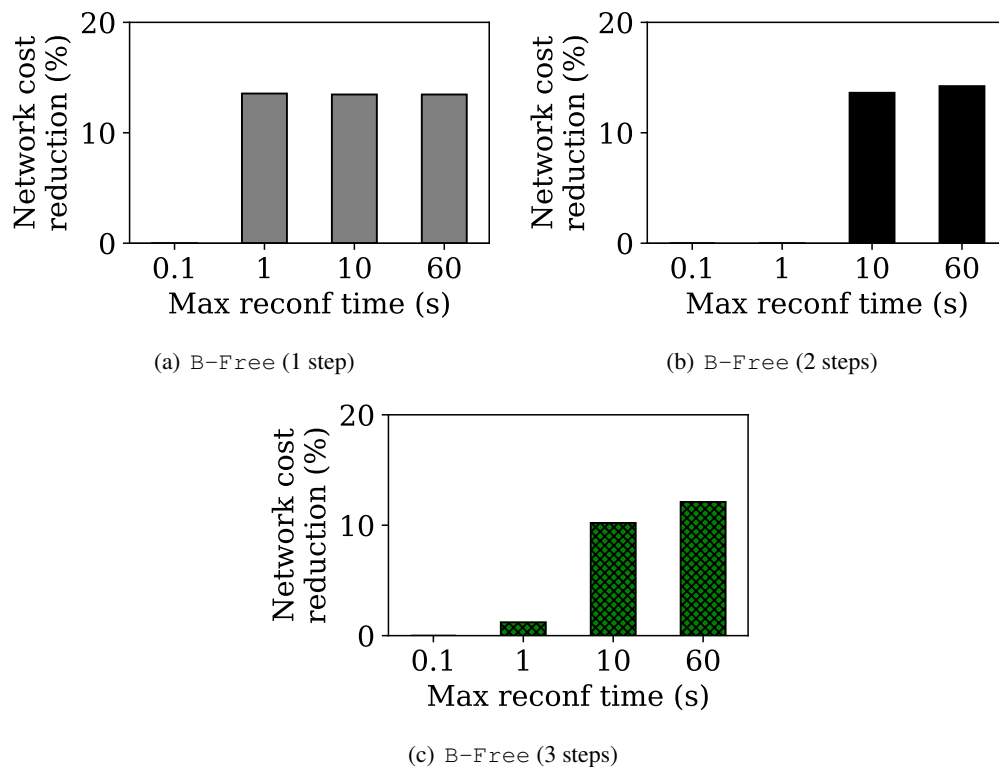 Network cost
reduction (%)
20
10
0
0.1 1 10 60
Max reconf time (s)
(a) B-Free (1 step)
Network cost
reduction (%)
20
10
0
0.1 1 10 60
Max reconf time (s)
(b) B-Free (2 steps)
Network cost
reduction (%)
20
10
0
0.1 1 10 60
Max reconf time (s)
(c) B-Free (3 steps)